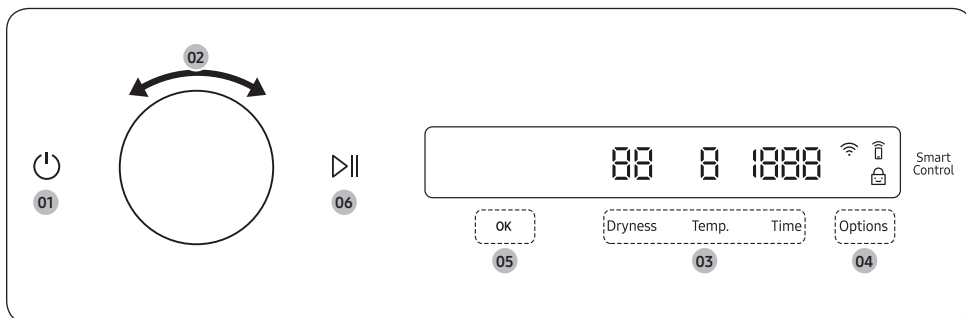 02
01
06
88 8 1888
Smart
Control
OK
Dryness Temp. Time
Options
05
03
04